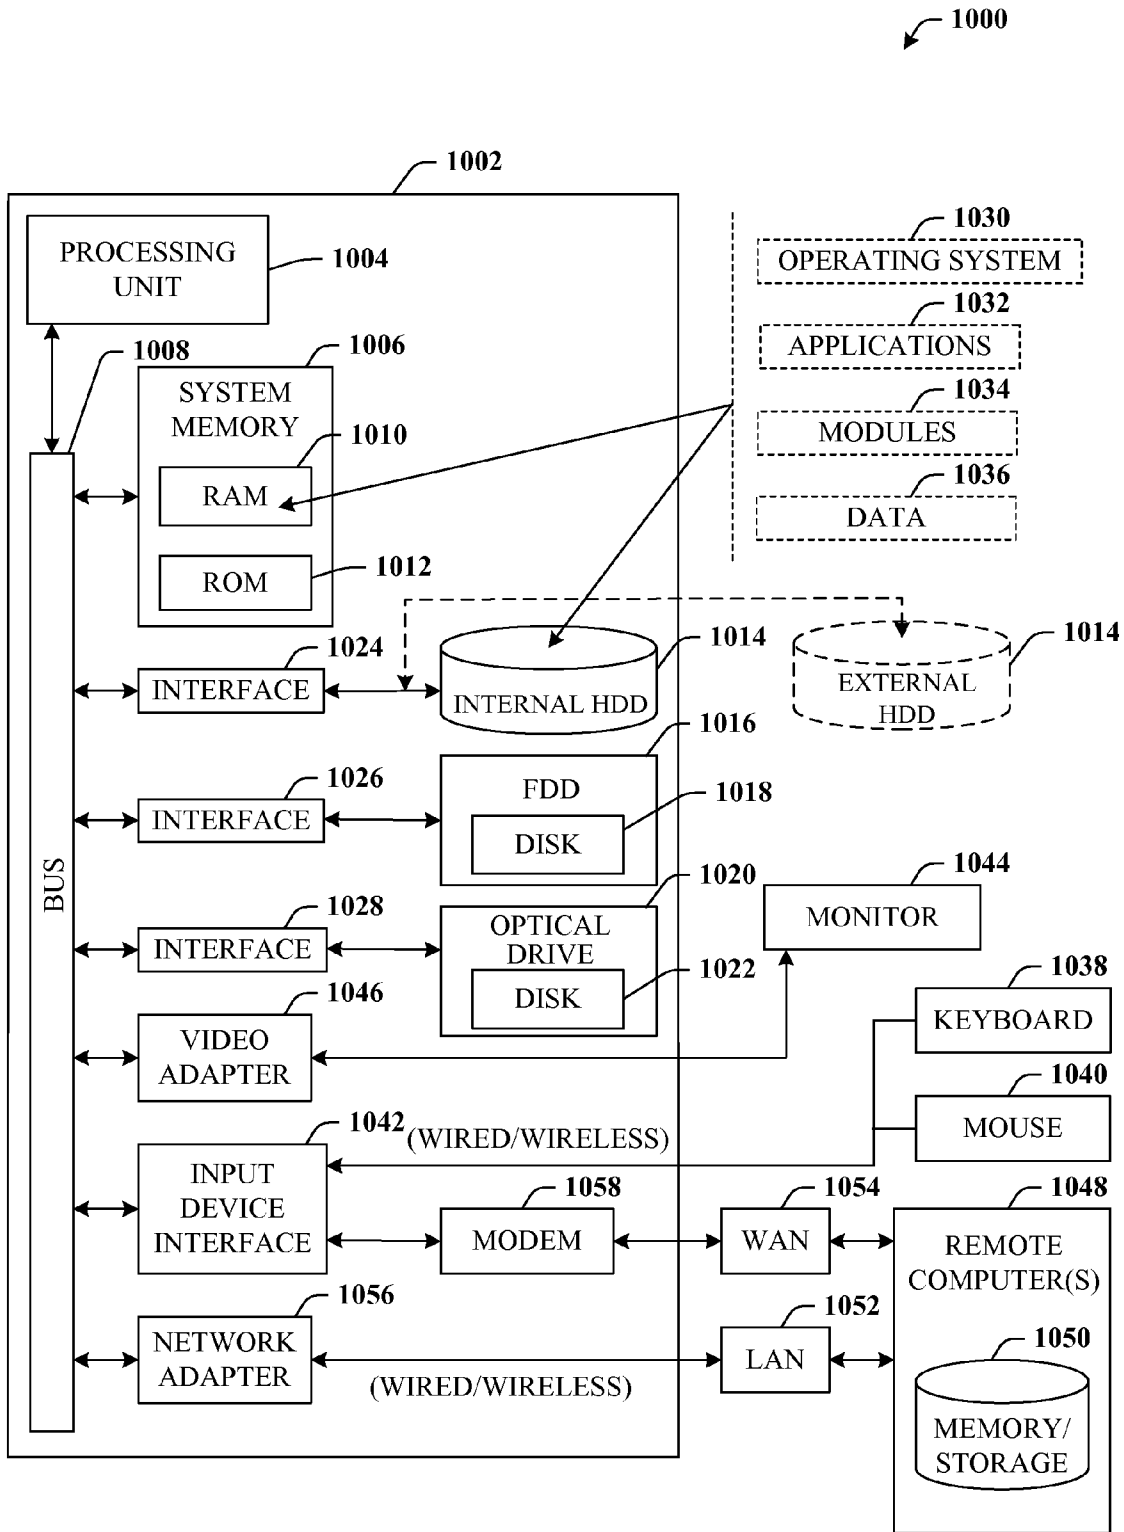 1000
1002
PROCESSING
UNIT
1004
1030
OPERATING SYSTEM
1032
APPLICATIONS
1034
MODULES
1036
DATA
1008
1006
SYSTEM
MEMORY
1010
RAM
1012
ROM
1024
INTERFACE
1014
INTERNAL HDD
1014
EXTERNAL
HDD
1026
INTERFACE
1016
FDD
1018
DISK
BUS
1028
INTERFACE
1020
OPTICAL
DRIVE
1022
DISK
1044
MONITOR
1046
VIDEO
ADAPTER
1038
KEYBOARD
1040
MOUSE
1042
(WIRED/WIRELESS)
INPUT
DEVICE
INTERFACE
1058
MODEM
1054
WAN
1048
REMOTE
COMPUTER(S)
1056
NETWORK
ADAPTER
(WIRED/WIRELESS)
1052
LAN
1050
MEMORY/
STORAGE